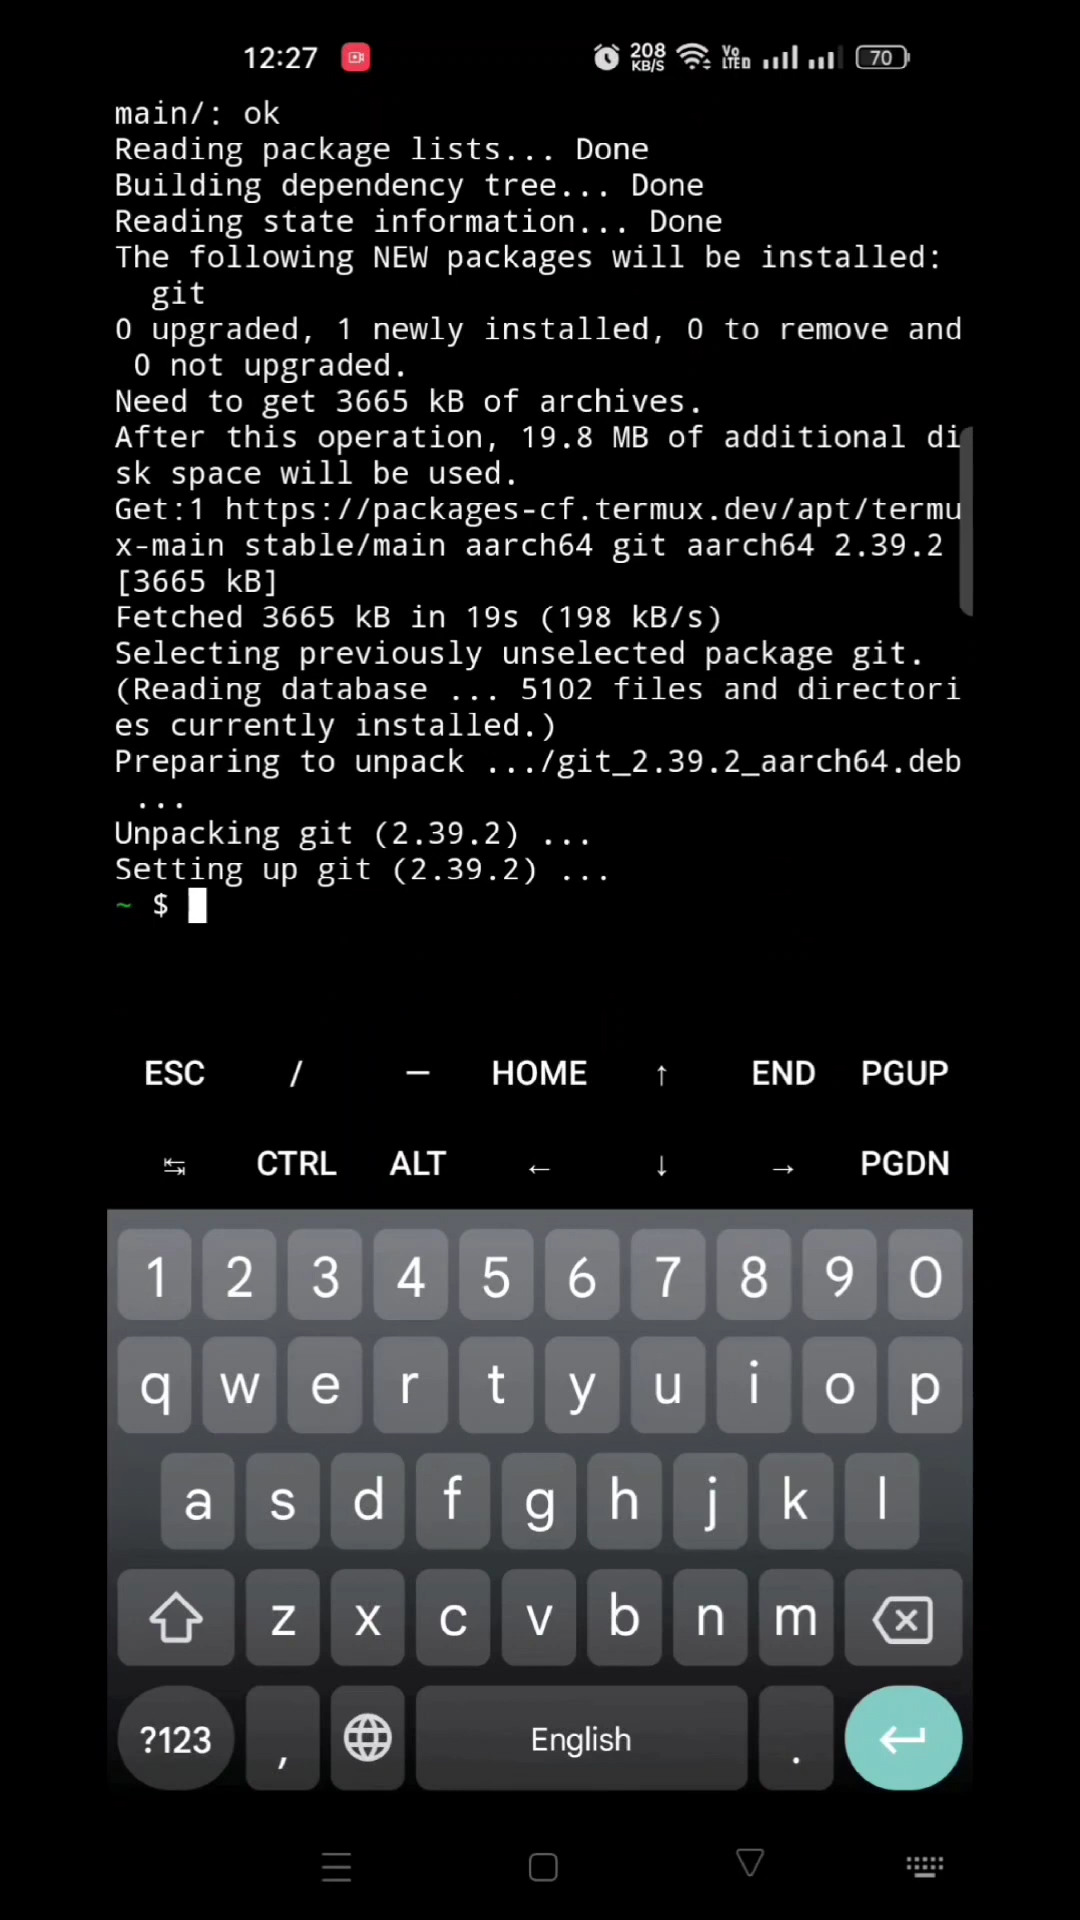 12:27 208 KB/S Vo LTED 70
main/: ok
Reading package lists... Done
Building dependency tree... Done
Reading state information... Done
The following NEW packages will be installed:
  git
0 upgraded, 1 newly installed, 0 to remove and
 0 not upgraded.
Need to get 3665 kB of archives.
After this operation, 19.8 MB of additional di
sk space will be used.
Get:1 https://packages-cf.termux.dev/apt/termu
x-main stable/main aarch64 git aarch64 2.39.2
[3665 kB]
Fetched 3665 kB in 19s (198 kB/s)
Selecting previously unselected package git.
(Reading database ... 5102 files and directori
es currently installed.)
Preparing to unpack .../git_2.39.2_aarch64.deb
 ...
Unpacking git (2.39.2) ...
Setting up git (2.39.2) ...
~ $
ESC / — HOME ↑ END PGUP
↹ CTRL ALT ← ↓ → PGDN
1 2 3 4 5 6 7 8 9 0
q w e r t y u i o p
a s d f g h j k l
z x c v b n m
?123 , English .